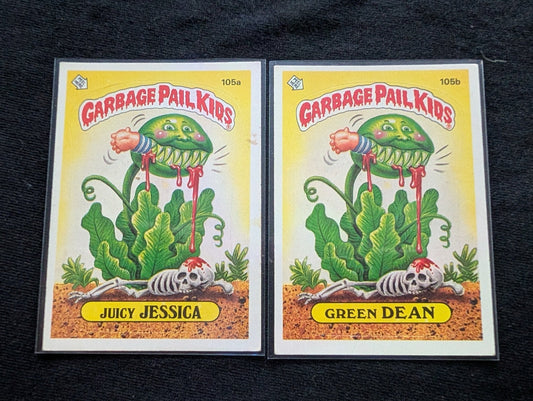 105a
GARBAGE PAIL KIDS
JUICY JESSICA
105b
GARBAGE PAIL KIDS
GREEN DEAN